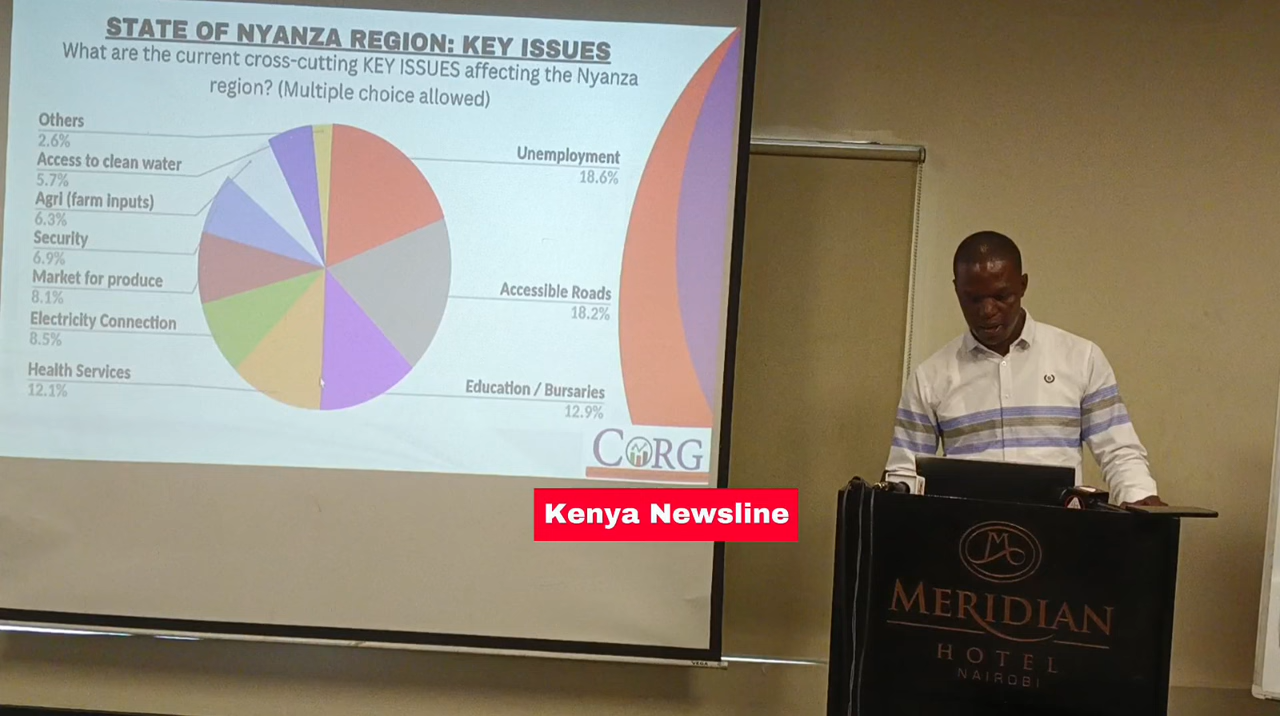 STATE OF NYANZA REGION: KEY ISSUES
What are the current cross-cutting KEY ISSUES affecting the Nyanza
region? (Multiple choice allowed)
Others
2.6%
Access to clean water
5.7%
Agri (farm inputs)
6.3%
Security
6.9%
Market for produce
8.1%
Electricity Connection
8.5%
Health Services
12.1%
Unemployment
18.6%
Accessible Roads
18.2%
Education / Bursaries
12.9%
CORG
Kenya Newsline
M
MERIDIAN
HOTEL
NAIROBI